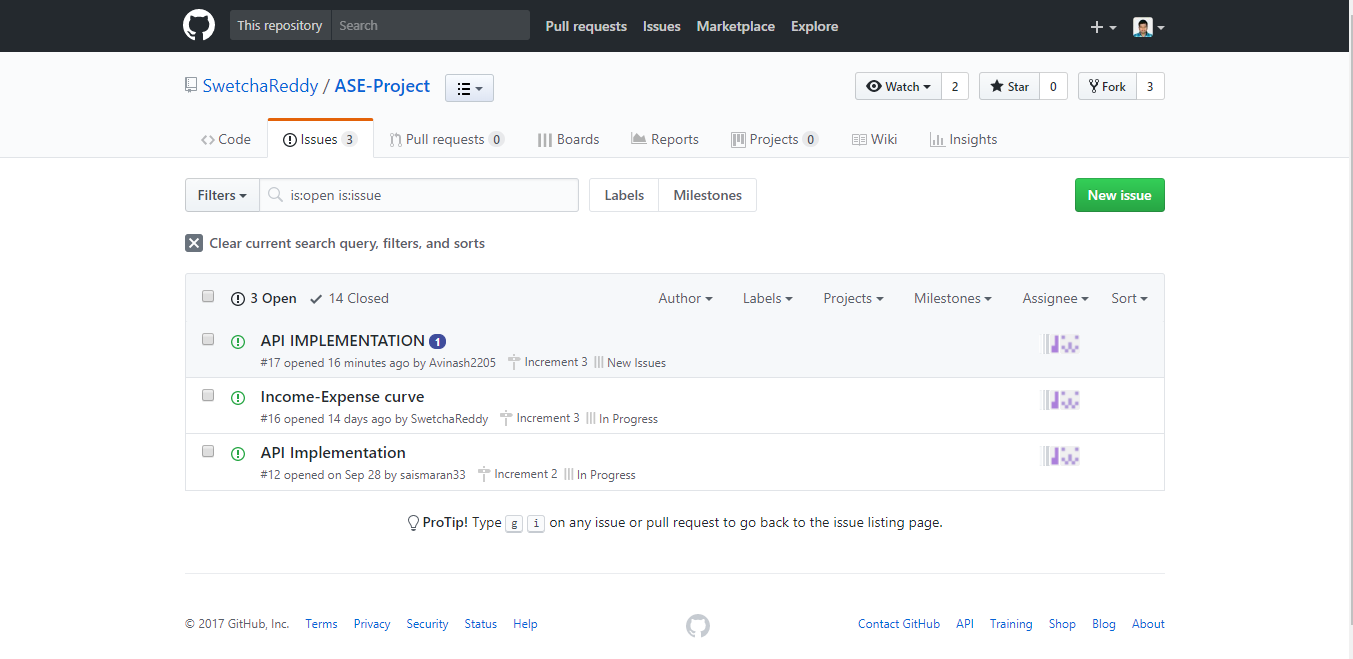 This repository Search Pull requests Issues Marketplace Explore
SwetchaReddy / ASE-Project Watch 2 Star 0 Fork 3
Code Issues 3 Pull requests 0 Boards Reports Projects 0 Wiki Insights
Filters is:open is:issue Labels Milestones New issue
Clear current search query, filters, and sorts
3 Open 14 Closed Author Labels Projects Milestones Assignee Sort
API IMPLEMENTATION 1
#17 opened 16 minutes ago by Avinash2205 Increment 3 New Issues
Income-Expense curve
#16 opened 14 days ago by SwetchaReddy Increment 3 In Progress
API Implementation
#12 opened on Sep 28 by saismaran33 Increment 2 In Progress
ProTip! Type g i on any issue or pull request to go back to the issue listing page.
© 2017 GitHub, Inc. Terms Privacy Security Status Help Contact GitHub API Training Shop Blog About